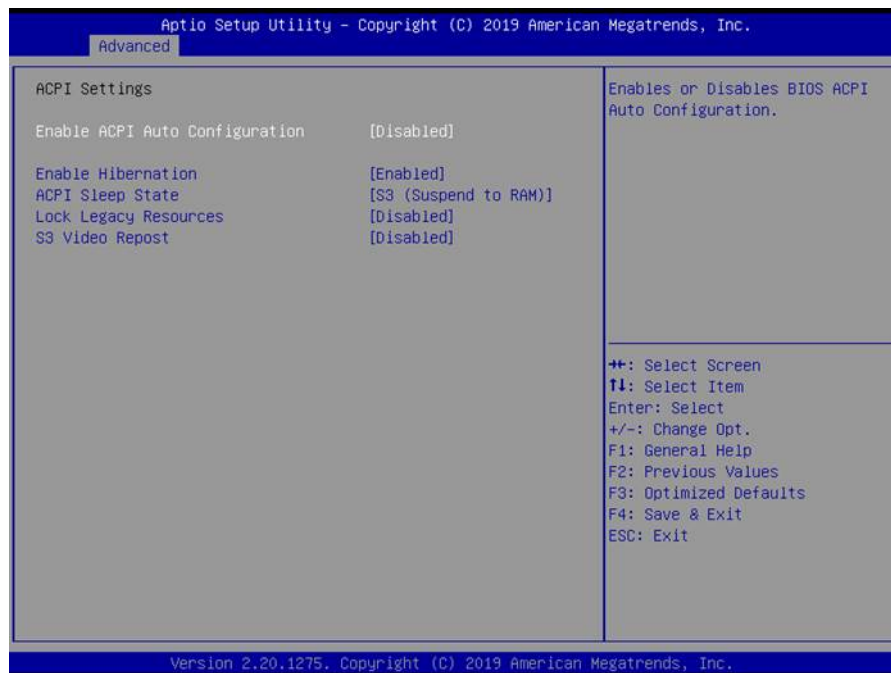 Aptio Setup Utility – Copyright (C) 2019 American Megatrends, Inc.
Advanced
ACPI Settings
Enable ACPI Auto Configuration [Disabled]
Enable Hibernation [Enabled]
ACPI Sleep State [S3 (Suspend to RAM)]
Lock Legacy Resources [Disabled]
S3 Video Repost [Disabled]
Enables or Disables BIOS ACPI
Auto Configuration.
→←: Select Screen
↑↓: Select Item
Enter: Select
+/-: Change Opt.
F1: General Help
F2: Previous Values
F3: Optimized Defaults
F4: Save & Exit
ESC: Exit
Version 2.20.1275. Copyright (C) 2019 American Megatrends, Inc.